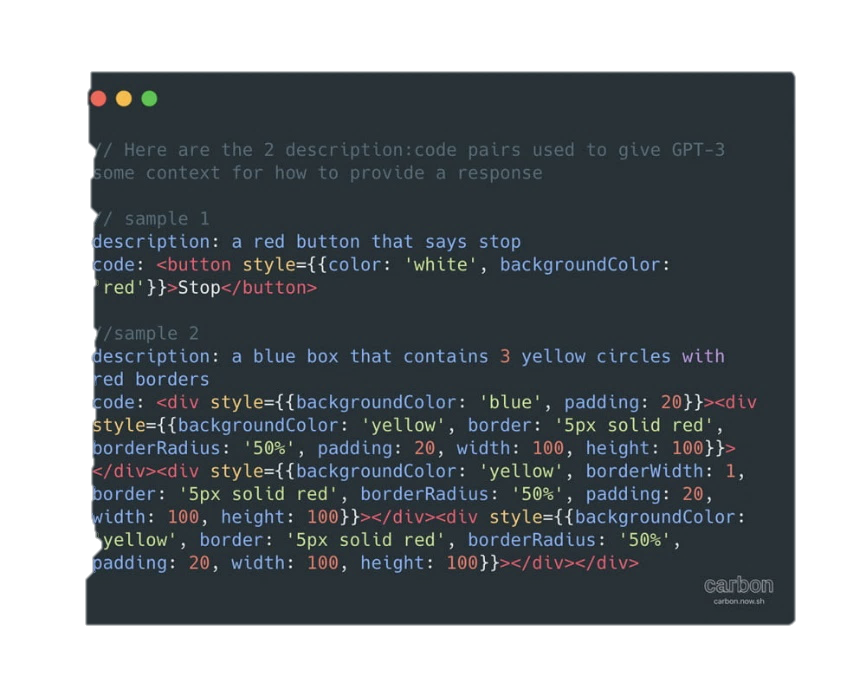 // Here are the 2 description:code pairs used to give GPT-3
some context for how to provide a response
// sample 1
description: a red button that says stop
code: <button style={{color: 'white', backgroundColor:
'red'}}>Stop</button>
//sample 2
description: a blue box that contains 3 yellow circles with
red borders
code: <div style={{backgroundColor: 'blue', padding: 20}}><div
style={{backgroundColor: 'yellow', border: '5px solid red',
borderRadius: '50%', padding: 20, width: 100, height: 100}}>
</div><div style={{backgroundColor: 'yellow', borderWidth: 1,
border: '5px solid red', borderRadius: '50%', padding: 20,
width: 100, height: 100}}></div><div style={{backgroundColor:
'yellow', border: '5px solid red', borderRadius: '50%',
padding: 20, width: 100, height: 100}}></div></div>
carbon
carbon.now.sh